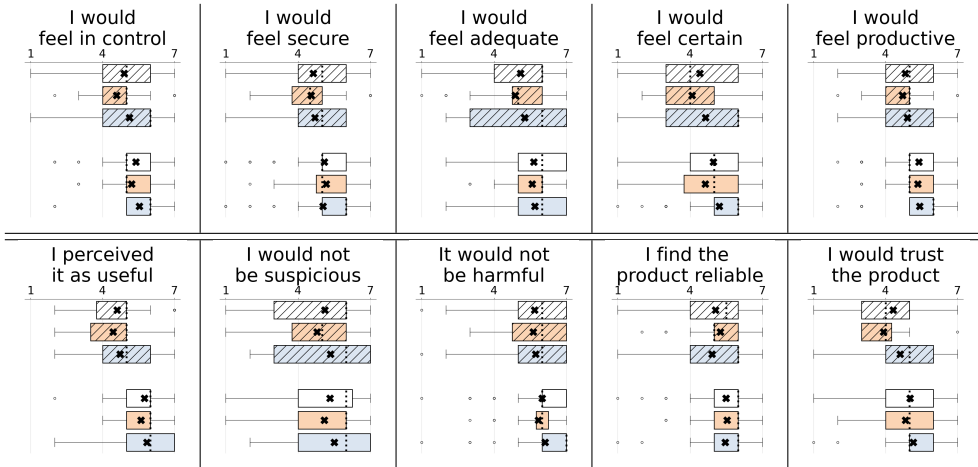 I would
feel in control
1 4 7
I would
feel secure
1 4 7
I would
feel adequate
1 4 7
I would
feel certain
1 4 7
I would
feel productive
1 4 7
I perceived
it as useful
1 4 7
I would not
be suspicious
1 4 7
It would not
be harmful
1 4 7
I find the
product reliable
1 4 7
I would trust
the product
1 4 7